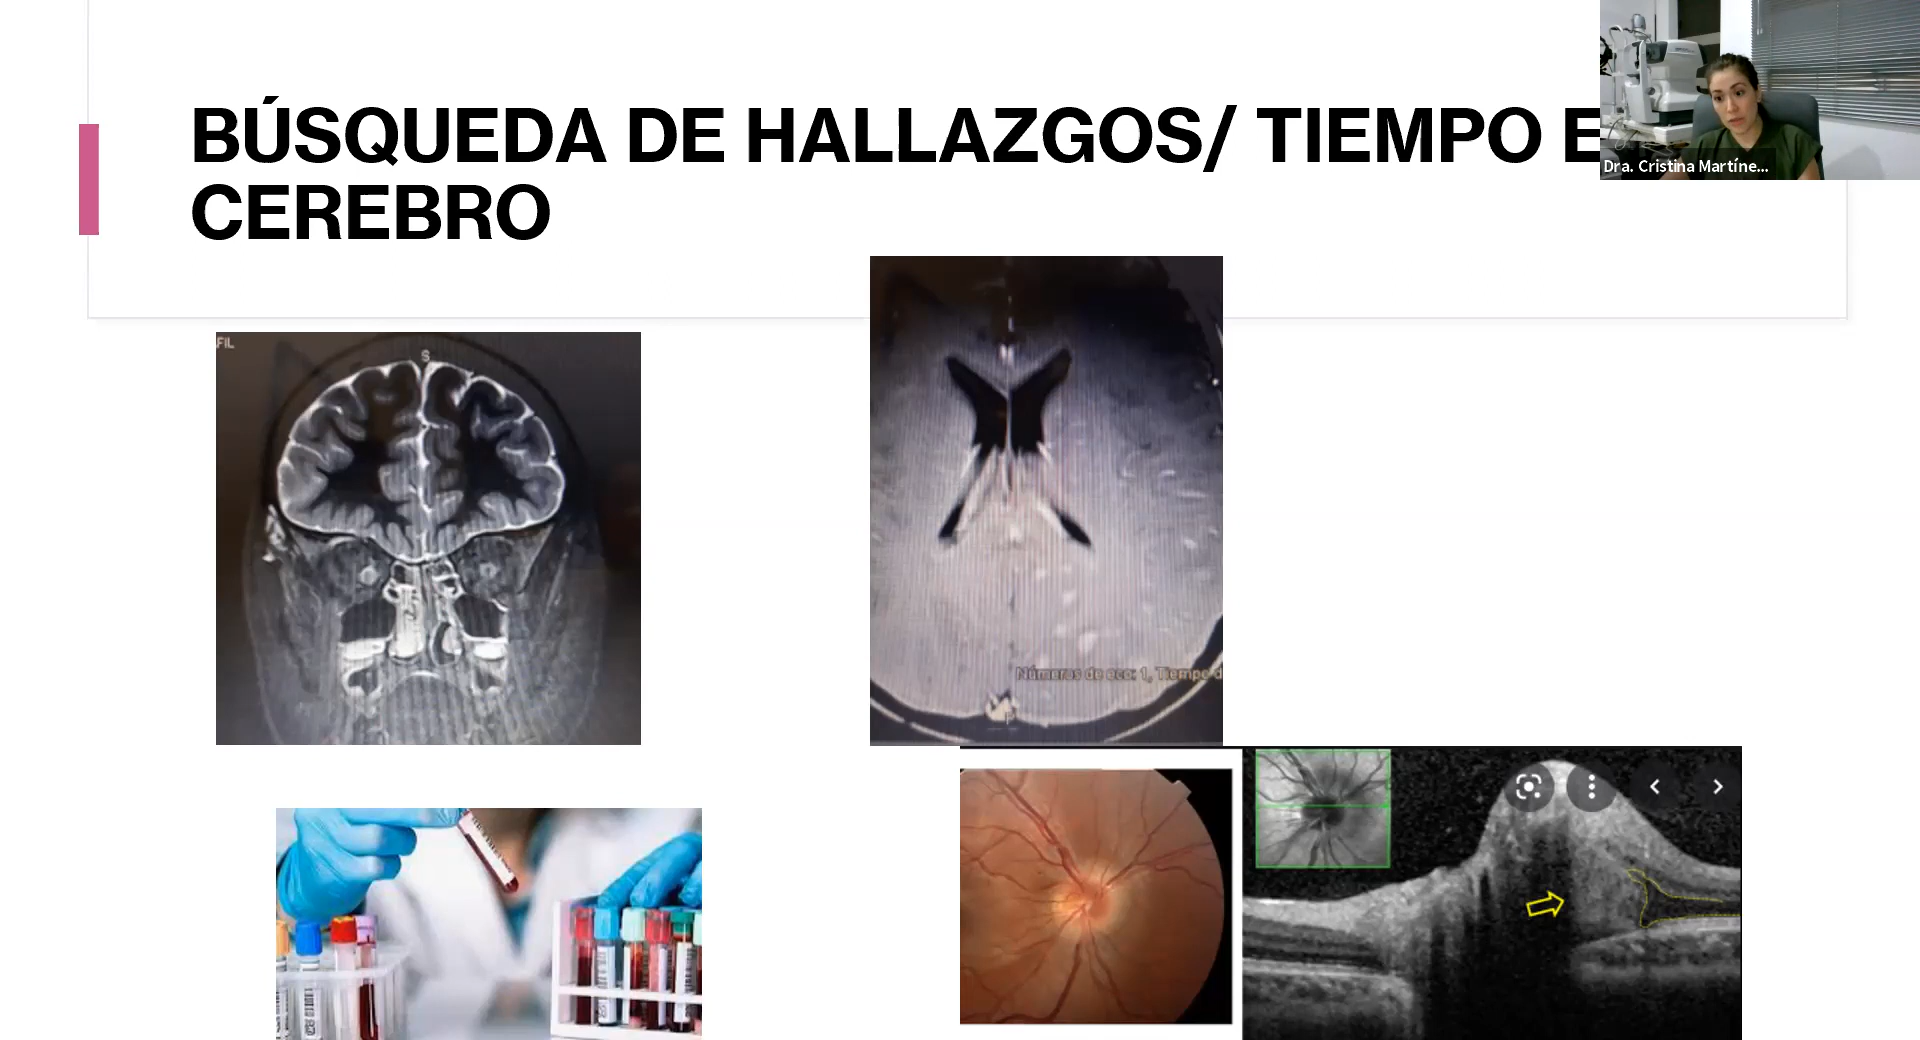 BÚSQUEDA DE HALLAZGOS/ TIEMPO E
CEREBRO
Dra. Cristina Martíne...
FIL
S
Números de eco: 1, Tiempo d